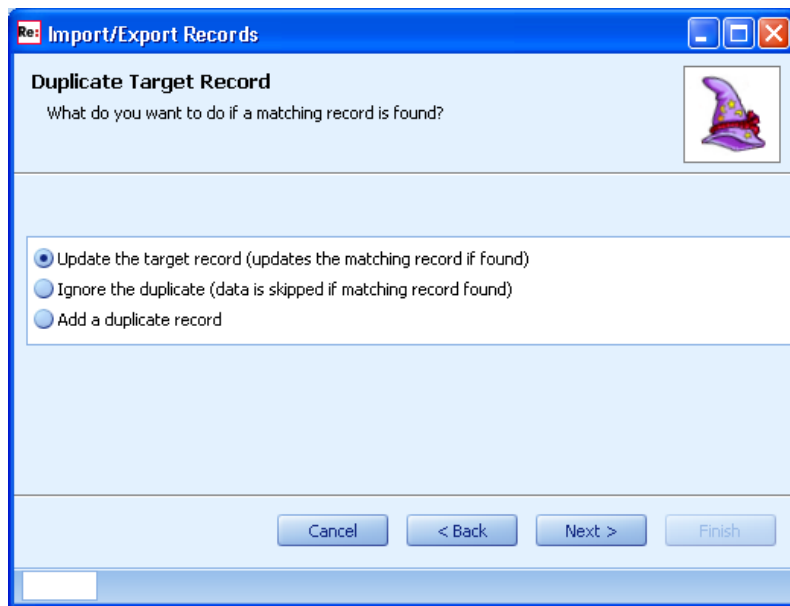 Re: Import/Export Records
Duplicate Target Record
What do you want to do if a matching record is found?
Update the target record (updates the matching record if found)
Ignore the duplicate (data is skipped if matching record found)
Add a duplicate record
Cancel < Back Next > Finish